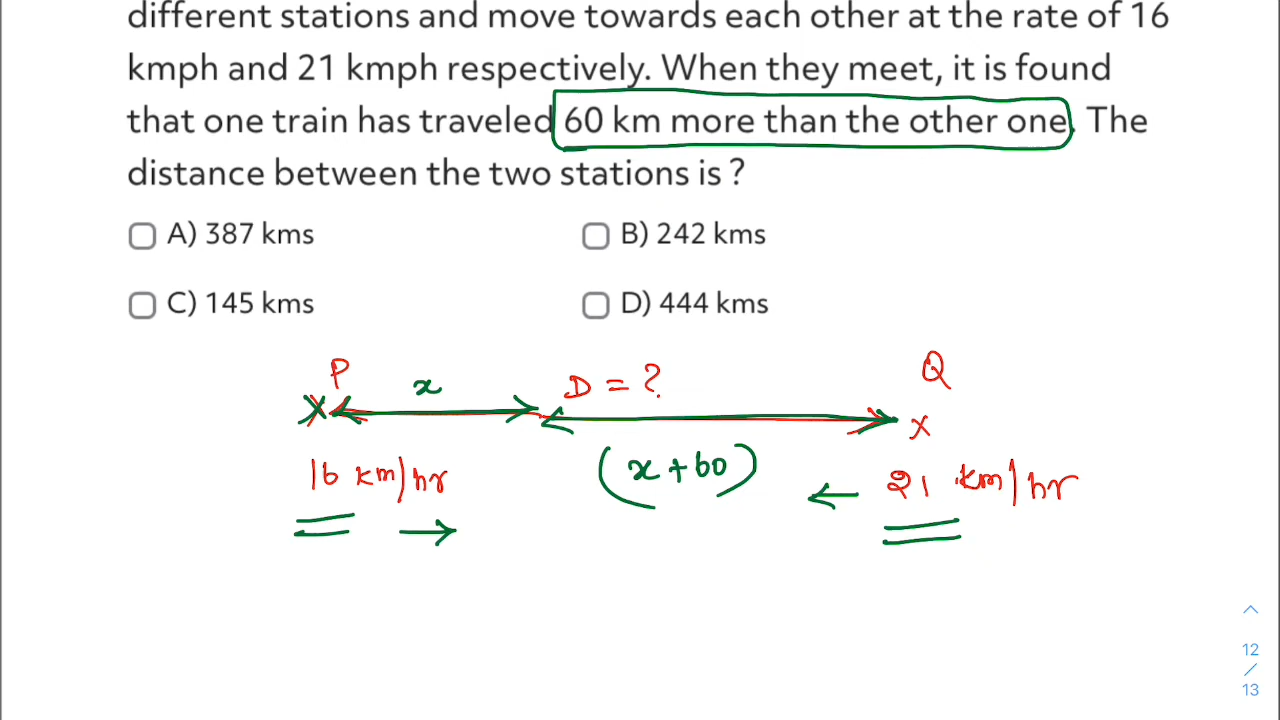 different stations and move towards each other at the rate of 16
kmph and 21 kmph respectively. When they meet, it is found
that one train has traveled 60 km more than the other one. The
distance between the two stations is ?
A) 387 kms
B) 242 kms
C) 145 kms
D) 444 kms
P
x
D = ?
Q
x
x
16 km/hr
(x+60)
21 km/hr
12
/
13